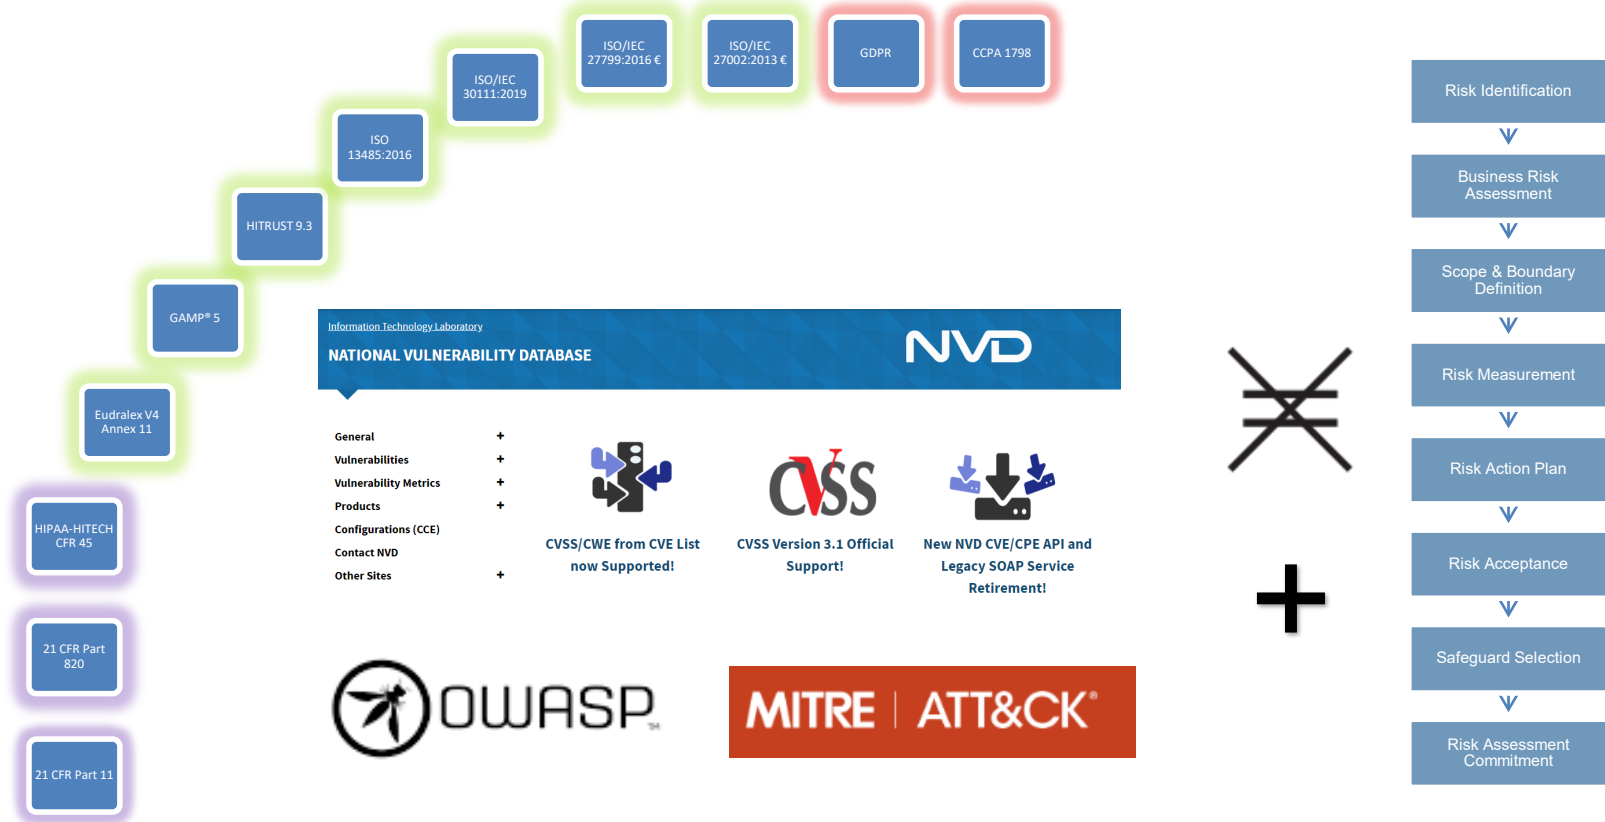 ISO/IEC
27799:2016 €
ISO/IEC
27002:2013 €
GDPR
CCPA 1798
ISO/IEC
30111:2019
ISO
13485:2016
HITRUST 9.3
GAMP® 5
Eudralex V4
Annex 11
HIPAA-HITECH
CFR 45
21 CFR Part
820
21 CFR Part 11
Information Technology Laboratory
NATIONAL VULNERABILITY DATABASE
NVD
General +
Vulnerabilities +
Vulnerability Metrics +
Products +
Configurations (CCE)
Contact NVD
Other Sites +
CVSS/CWE from CVE List
now Supported!
CVSS
CVSS Version 3.1 Official
Support!
New NVD CVE/CPE API and
Legacy SOAP Service
Retirement!
OWASP TM
MITRE | ATT&CK®
+
Risk Identification
Business Risk
Assessment
Scope & Boundary
Definition
Risk Measurement
Risk Action Plan
Risk Acceptance
Safeguard Selection
Risk Assessment
Commitment